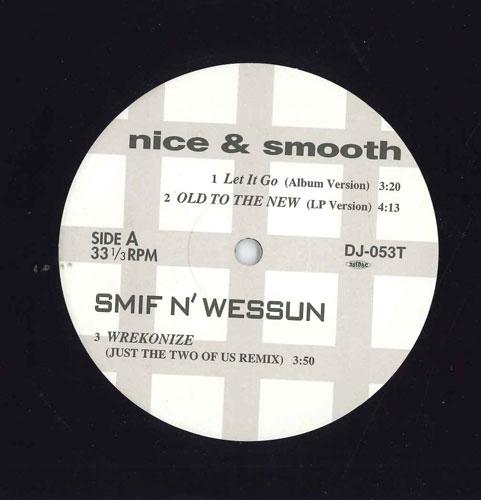 nice & smooth
1 Let It Go (Album Version) 3:20
2 OLD TO THE NEW (LP Version) 4:13
SIDE A
33 1/3 RPM
DJ-053T
SMIF N' WESSUN
3 WREKONIZE
(JUST THE TWO OF US REMIX) 3:50